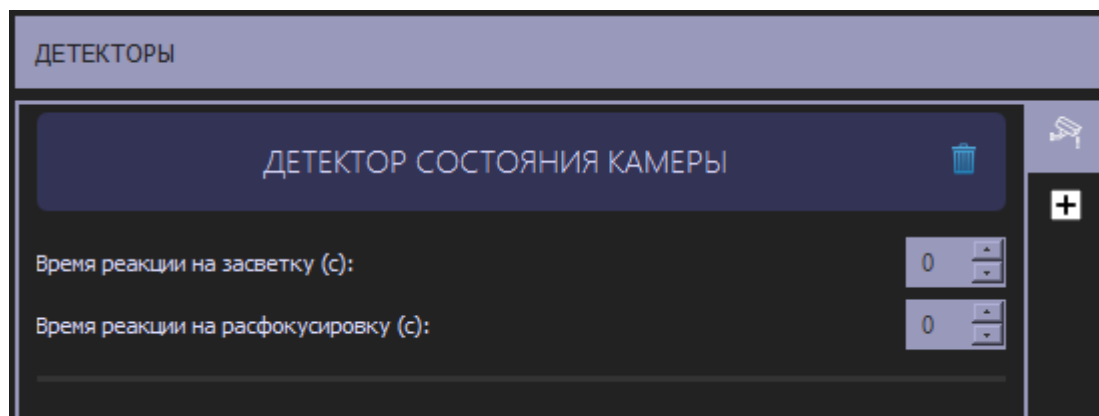 ДЕТЕКТОРЫ
ДЕТЕКТОР СОСТОЯНИЯ КАМЕРЫ
Время реакции на засветку (с): 0
Время реакции на расфокусировку (с): 0